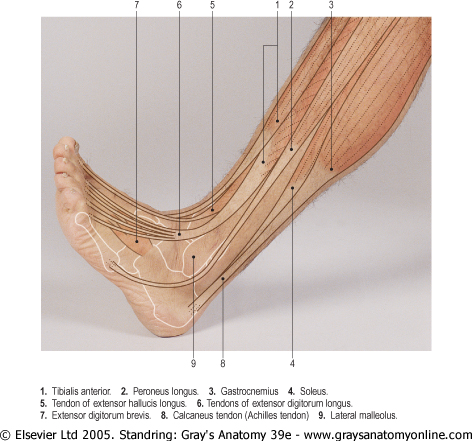 7 6 5 1 2 3
9 8 4
1. Tibialis anterior. 2. Peroneus longus. 3. Gastrocnemius 4. Soleus.
5. Tendon of extensor hallucis longus. 6. Tendons of extensor digitorum longus.
7. Extensor digitorum brevis. 8. Calcaneus tendon (Achilles tendon) 9. Lateral malleolus.
© Elsevier Ltd 2005. Standring: Gray's Anatomy 39e - www.graysanatomyonline.com